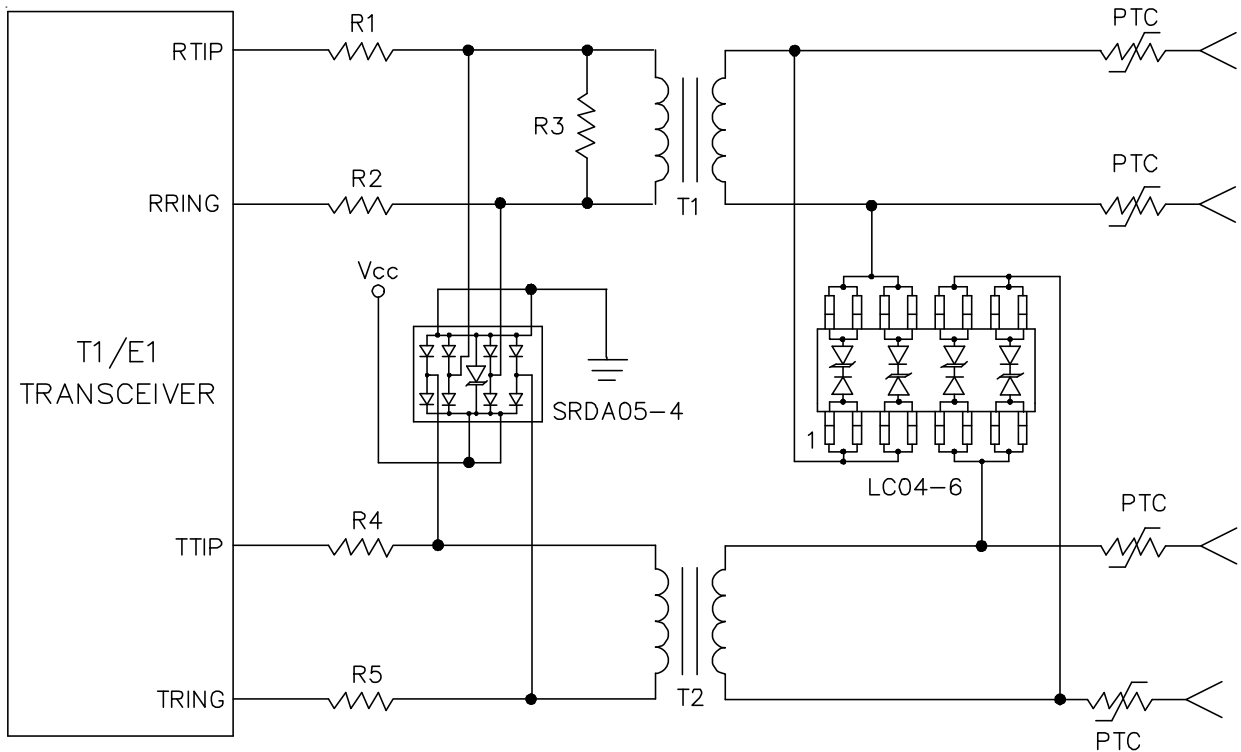 PTC
R1
RTIP
R3
PTC
R2
RRING
T1
Vcc
T1/E1
TRANSCEIVER
SRDA05-4
1
LC04-6
PTC
R4
TTIP
R5
TRING
T2
PTC